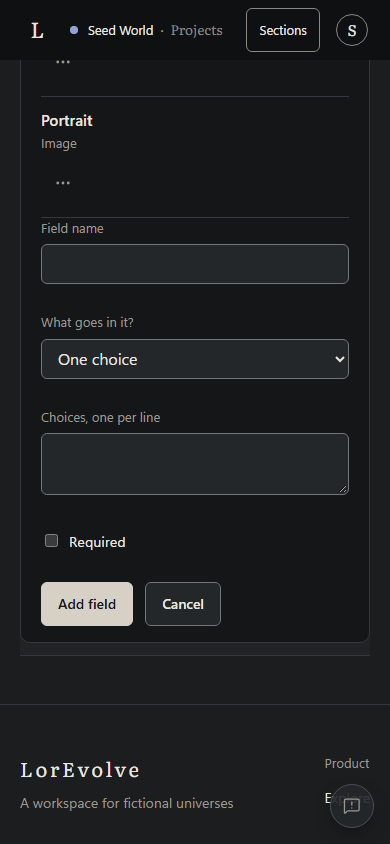 L
Seed World · Projects
Sections
S
Portrait
Image
Field name
What goes in it?
One choice
Choices, one per line
Required
Add field
Cancel
LorEvolve
Product
A workspace for fictional universes